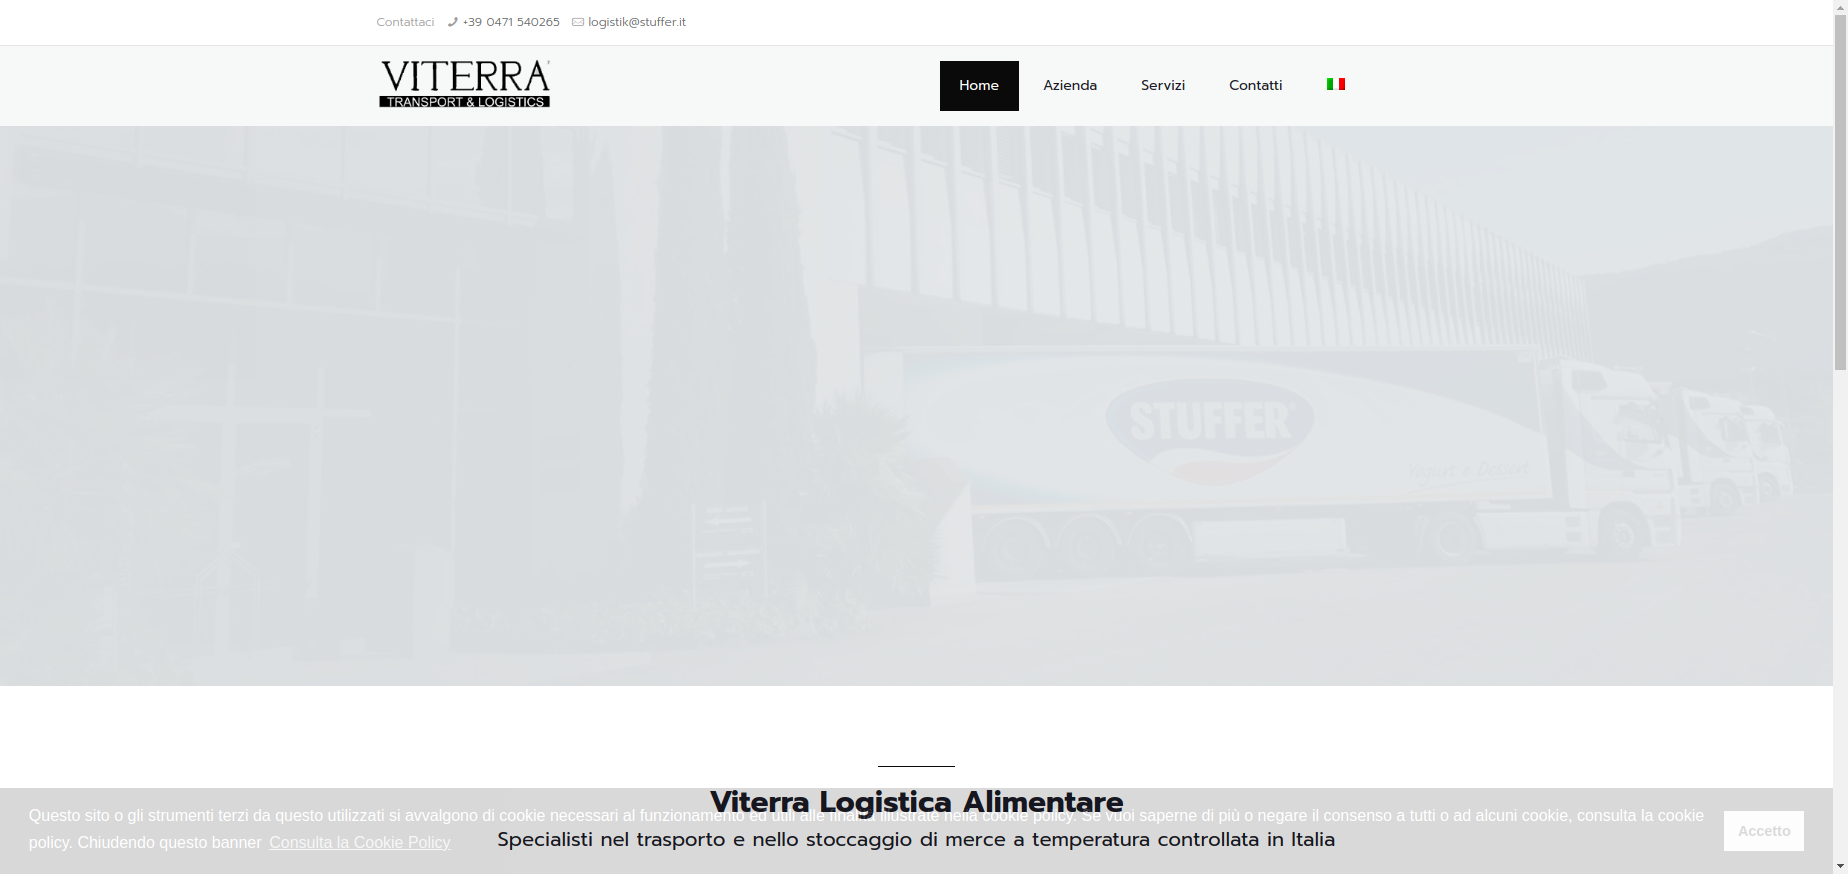 Contattaci +39 0471 540265 logistik@stuffer.it
VITERRA
TRANSPORT & LOGISTICS
Home Azienda Servizi Contatti
STUFFER
Yogurt e Dessert
Viterra Logistica Alimentare
Questo sito o gli strumenti terzi da questo utilizzati si avvalgono di cookie necessari al funzionamento ed utili alle finalità illustrate nella cookie policy. Se vuoi saperne di più o negare il consenso a tutti o ad alcuni cookie, consulta la cookie
policy. Chiudendo questo banner Consulta la Cookie Policy
Accetto
Specialisti nel trasporto e nello stoccaggio di merce a temperatura controllata in Italia